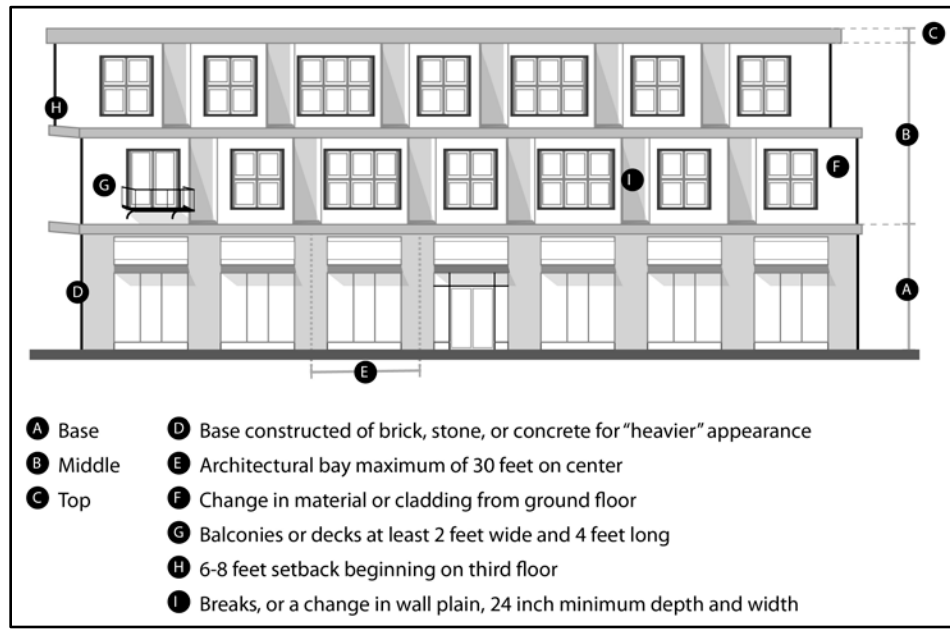 C
H
B
G
I
F
D
A
E
A Base
B Middle
C Top
D Base constructed of brick, stone, or concrete for “heavier” appearance
E Architectural bay maximum of 30 feet on center
F Change in material or cladding from ground floor
G Balconies or decks at least 2 feet wide and 4 feet long
H 6-8 feet setback beginning on third floor
I Breaks, or a change in wall plain, 24 inch minimum depth and width